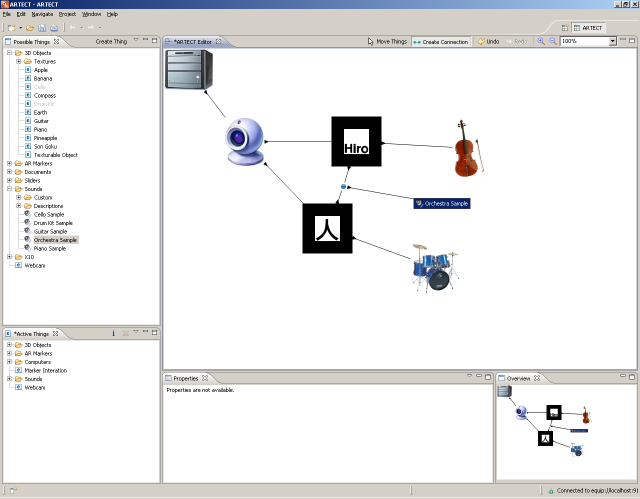 ARTECT - ARTECT
File Edit Navigate Project Window Help
ARTECT
Possible Things
Create Thing
3D Objects
Textures
Apple
Banana
Cello
Compass
Drum Kit
Earth
Guitar
Piano
Pineapple
Son Goku
Texturable Object
AR Markers
Documents
Sliders
Sounds
Custom
Descriptions
Cello Sample
Drum Kit Sample
Guitar Sample
Orchestra Sample
Piano Sample
X10
Webcam
*ARTECT Editor
Move Things
Create Connection
Undo
Redo
100%
Hiro
人
Orchestra Sample
*Active Things
3D Objects
AR Markers
Computers
Marker Interation
Sounds
Webcam
Properties
Properties are not available.
Overview
Connected to equip://localhost:9